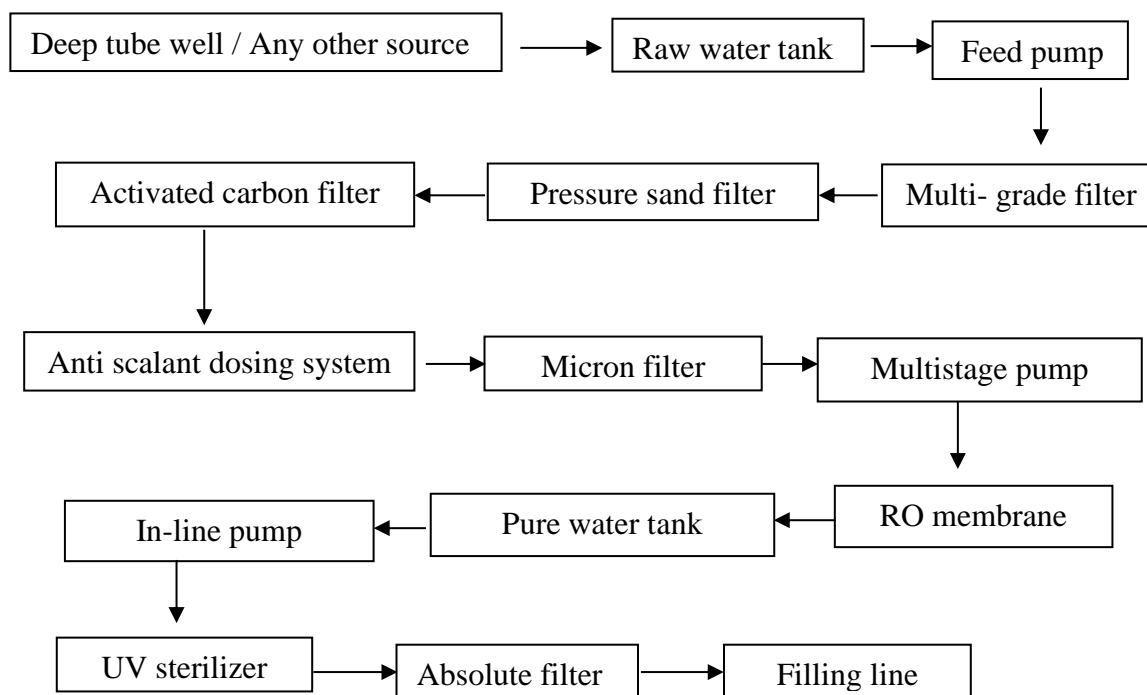 Deep tube well / Any other source
Raw water tank
Feed pump
Activated carbon filter
Pressure sand filter
Multi- grade filter
Anti scalant dosing system
Micron filter
Multistage pump
In-line pump
Pure water tank
RO membrane
UV sterilizer
Absolute filter
Filling line